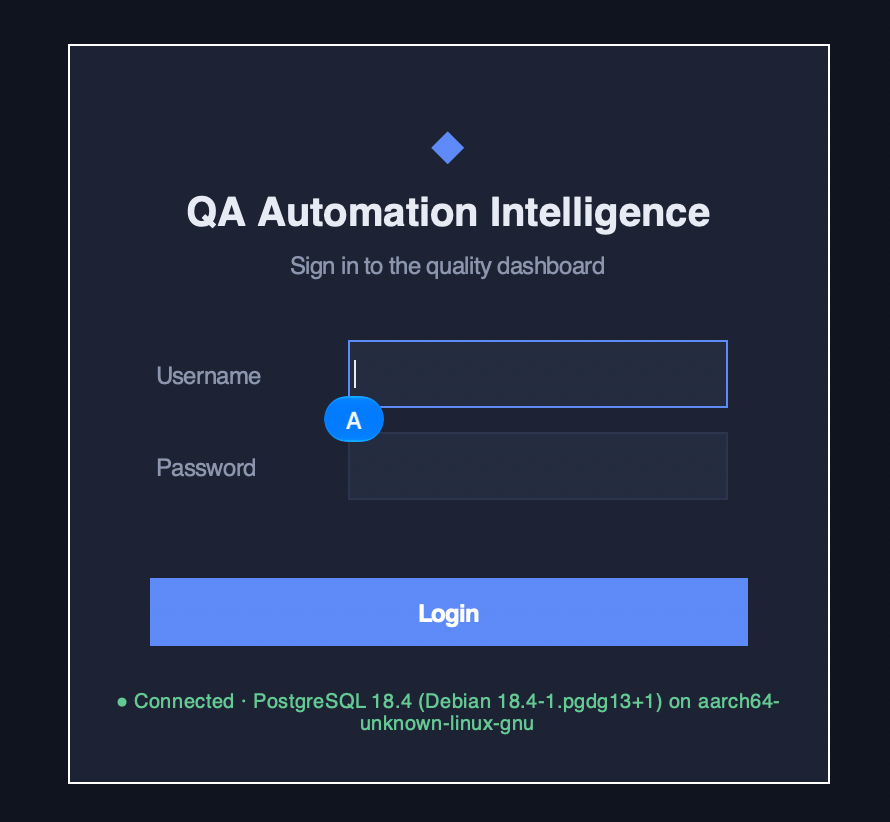 QA Automation Intelligence
Sign in to the quality dashboard
Username
A
Password
Login
● Connected · PostgreSQL 18.4 (Debian 18.4-1.pgdg13+1) on aarch64-
unknown-linux-gnu